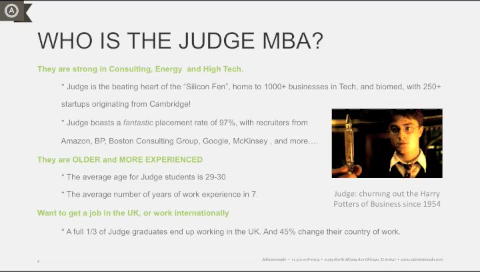 WHO IS THE JUDGE MBA?
They are strong in Consulting, Energy and High Tech.
* Judge is the beating heart of the "Silicon Fen", home to 1000+ businesses in Tech, and biomed, with 250+
startups originating from Cambridge!
* Judge boasts a fantastic placement rate of 97%, with recruiters from
Amazon, BP, Boston Consulting Group, Google, McKinsey , and more....
They are OLDER and MORE EXPERIENCED
* The average age for Judge students is 29-30
* The average number of years of work experience in 7.
Judge: churning out the Harry
Potters of Business since 1954
Want to get a job in the UK, or work internationally
* A full 1/3 of Judge graduates end up working in the UK. And 45% change their country of work.